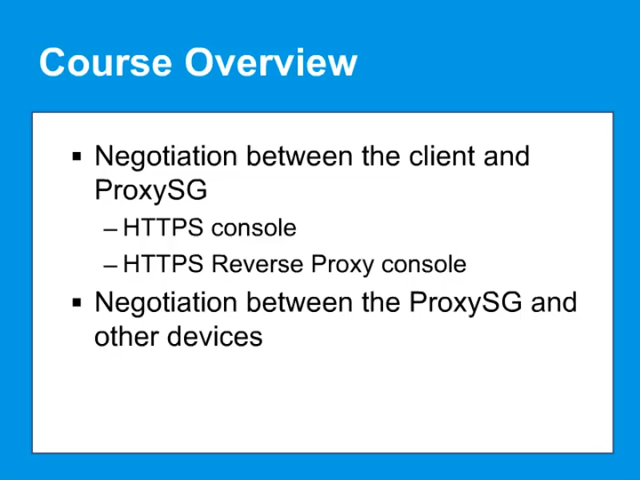 Course Overview
▪ Negotiation between the client and
ProxySG
– HTTPS console
– HTTPS Reverse Proxy console
▪ Negotiation between the ProxySG and
other devices